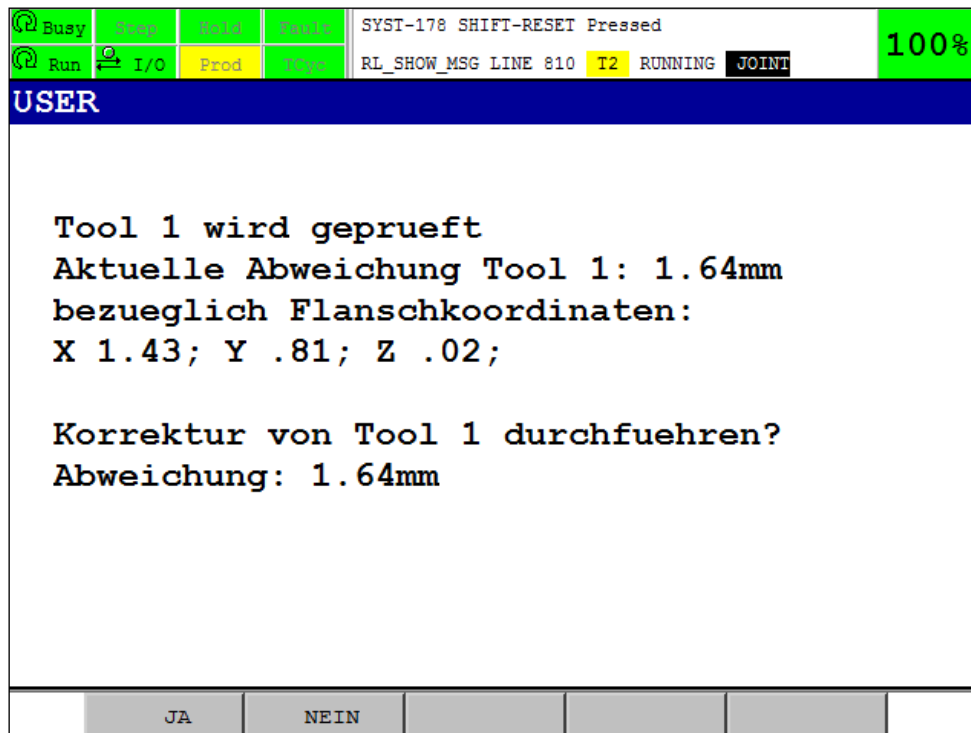 Busy Step Hold Fault SYST-178 SHIFT-RESET Pressed
100%
Run I/O Prod TCyc RL_SHOW_MSG LINE 810 T2 RUNNING JOINT
USER
Tool 1 wird geprueft
Aktuelle Abweichung Tool 1: 1.64mm
bezueglich Flanschkoordinaten:
X 1.43; Y .81; Z .02;
Korrektur von Tool 1 durchfuehren?
Abweichung: 1.64mm
JA NEIN